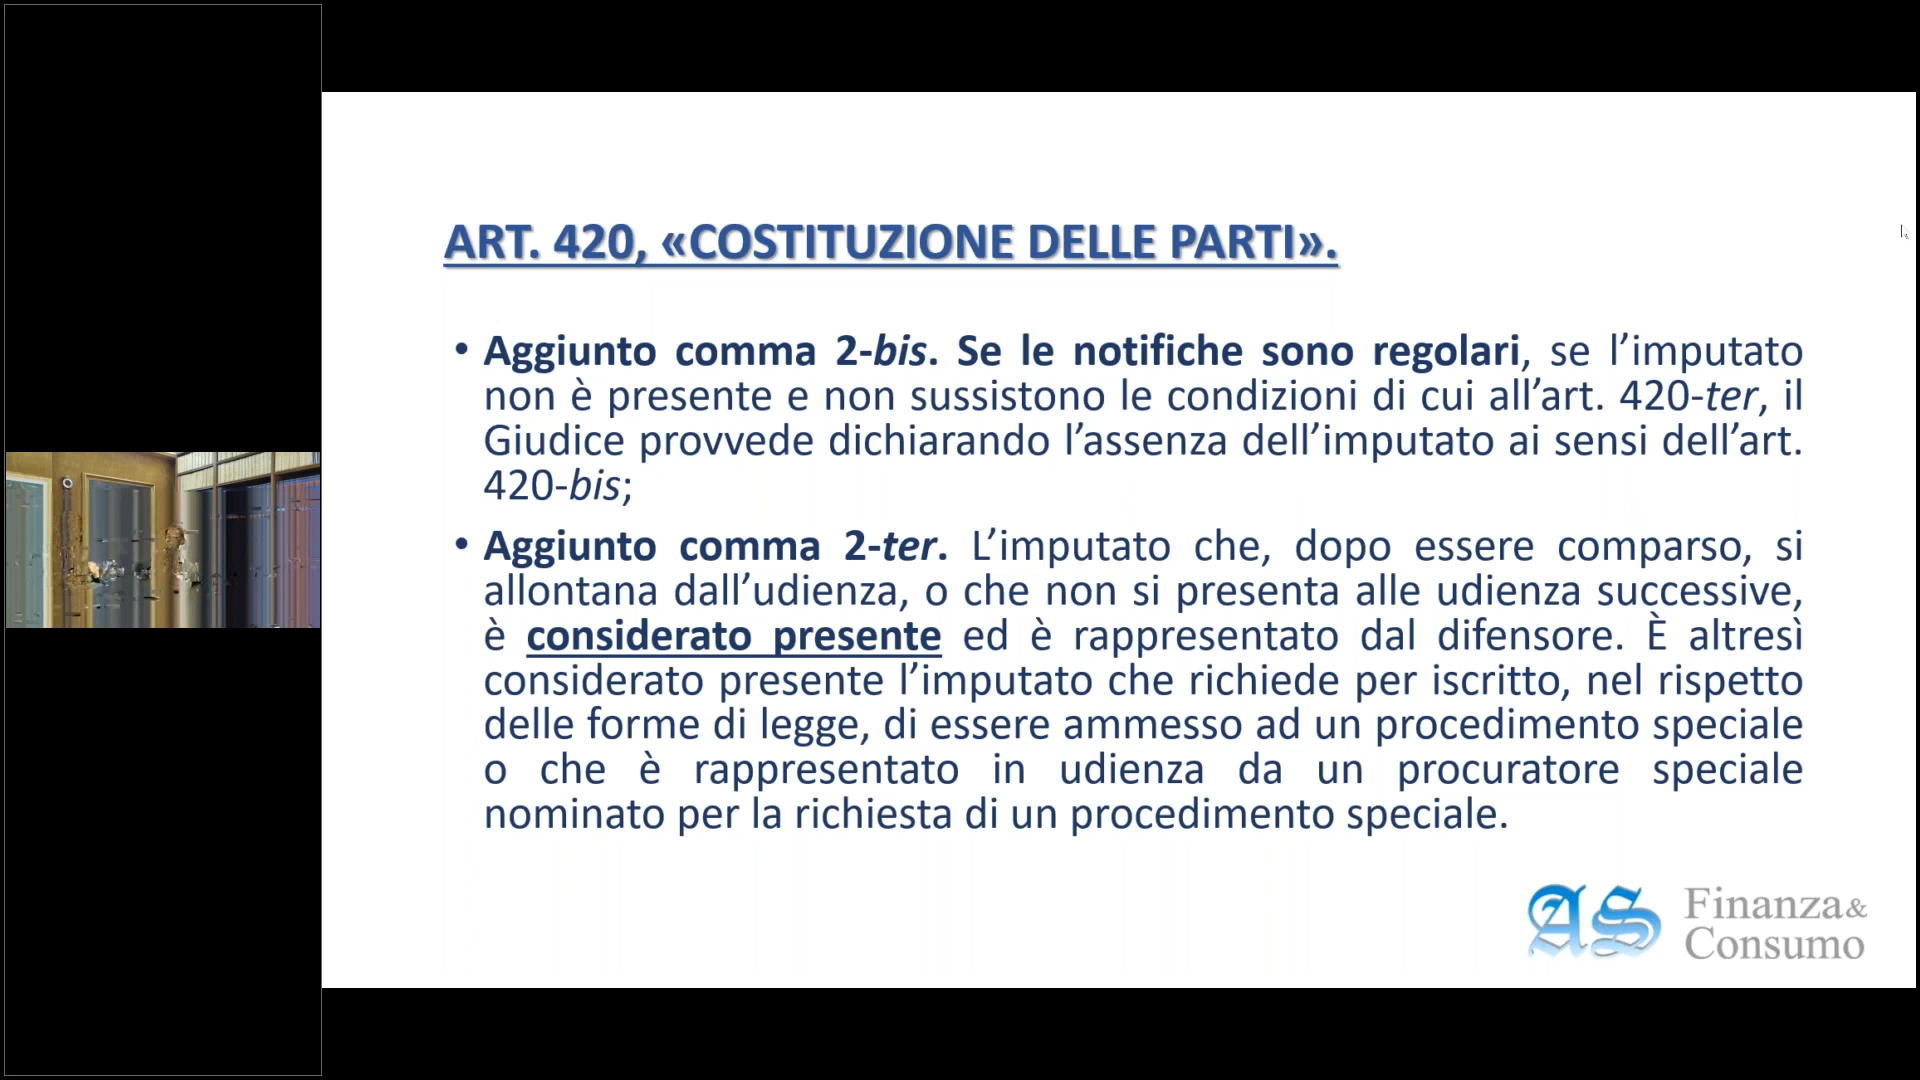 ART. 420, «COSTITUZIONE DELLE PARTI».
• Aggiunto comma 2-bis. Se le notifiche sono regolari, se l’imputato
non è presente e non sussistono le condizioni di cui all’art. 420-ter, il
Giudice provvede dichiarando l’assenza dell’imputato ai sensi dell’art.
420-bis;
• Aggiunto comma 2-ter. L’imputato che, dopo essere comparso, si
allontana dall’udienza, o che non si presenta alle udienza successive,
è considerato presente ed è rappresentato dal difensore. È altresì
considerato presente l’imputato che richiede per iscritto, nel rispetto
delle forme di legge, di essere ammesso ad un procedimento speciale
o che è rappresentato in udienza da un procuratore speciale
nominato per la richiesta di un procedimento speciale.
AS Finanza&
Consumo